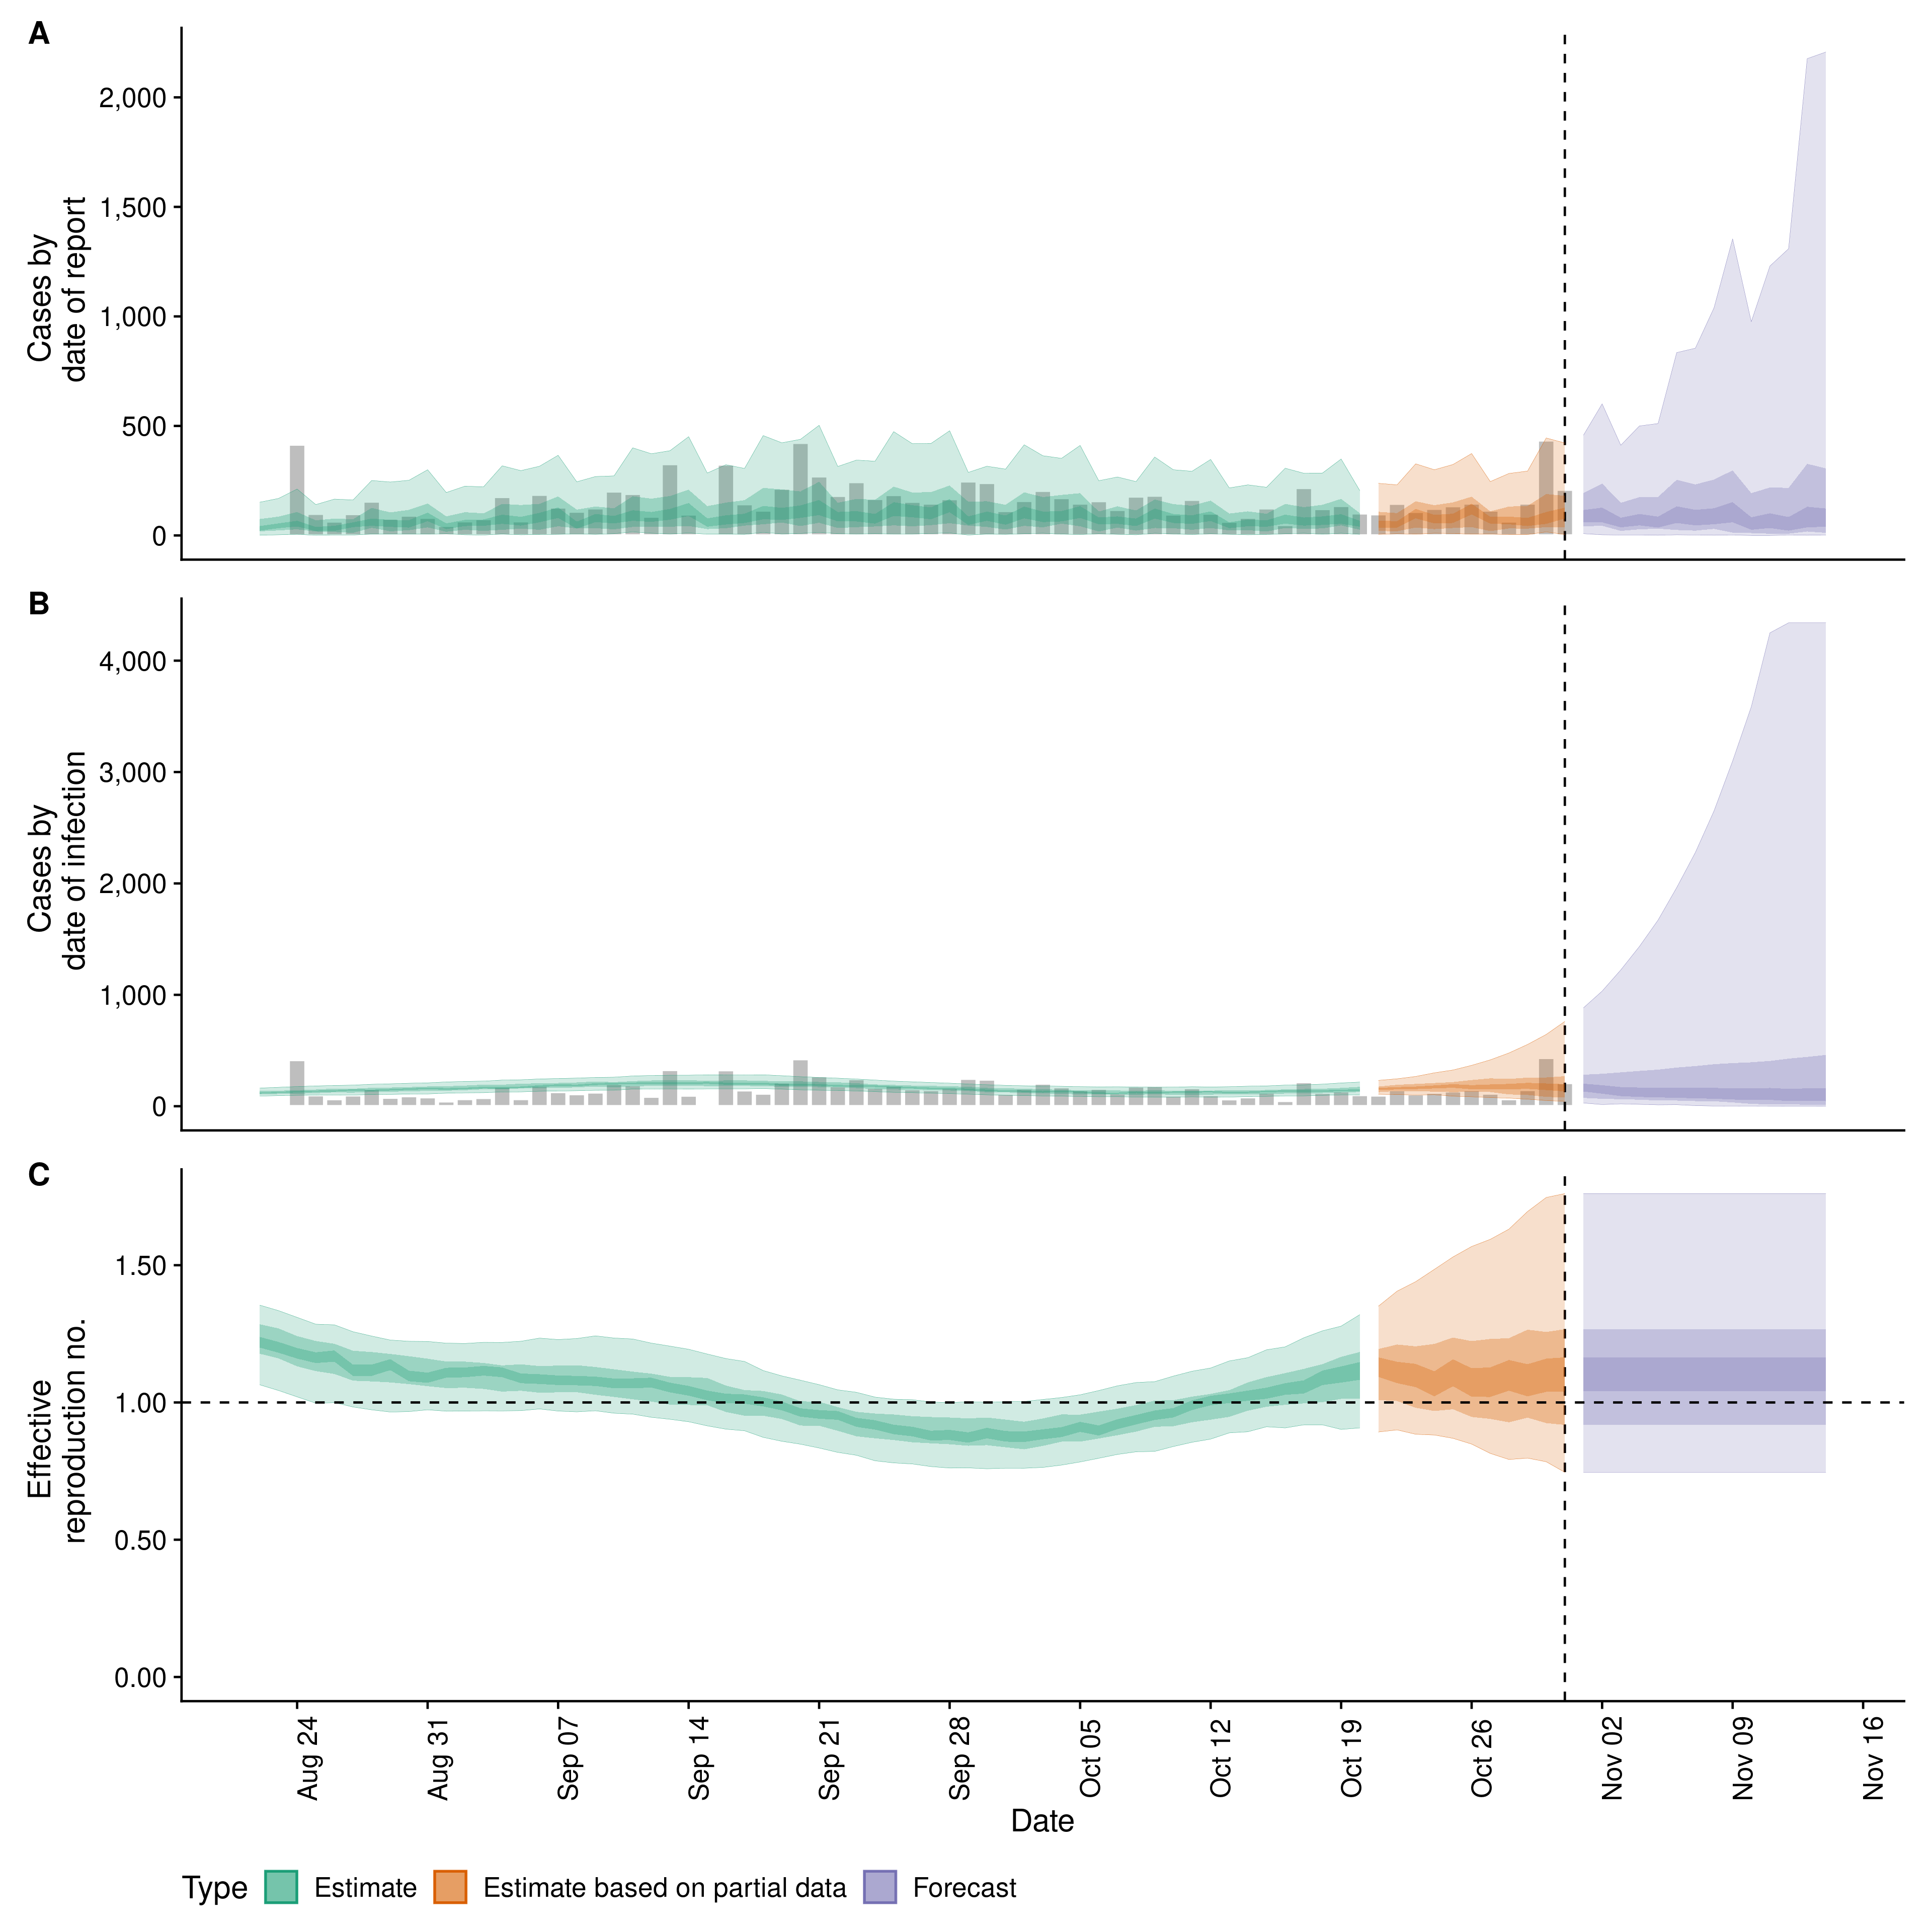 A
Cases by
date of report
2,000
1,500
1,000
500
0
B
Cases by
date of infection
4,000
3,000
2,000
1,000
0
C
Effective
reproduction no.
1.50
1.00
0.50
0.00
Aug 24
Aug 31
Sep 07
Sep 14
Sep 21
Sep 28
Oct 05
Oct 12
Oct 19
Oct 26
Nov 02
Nov 09
Nov 16
Date
Type Estimate Estimate based on partial data Forecast